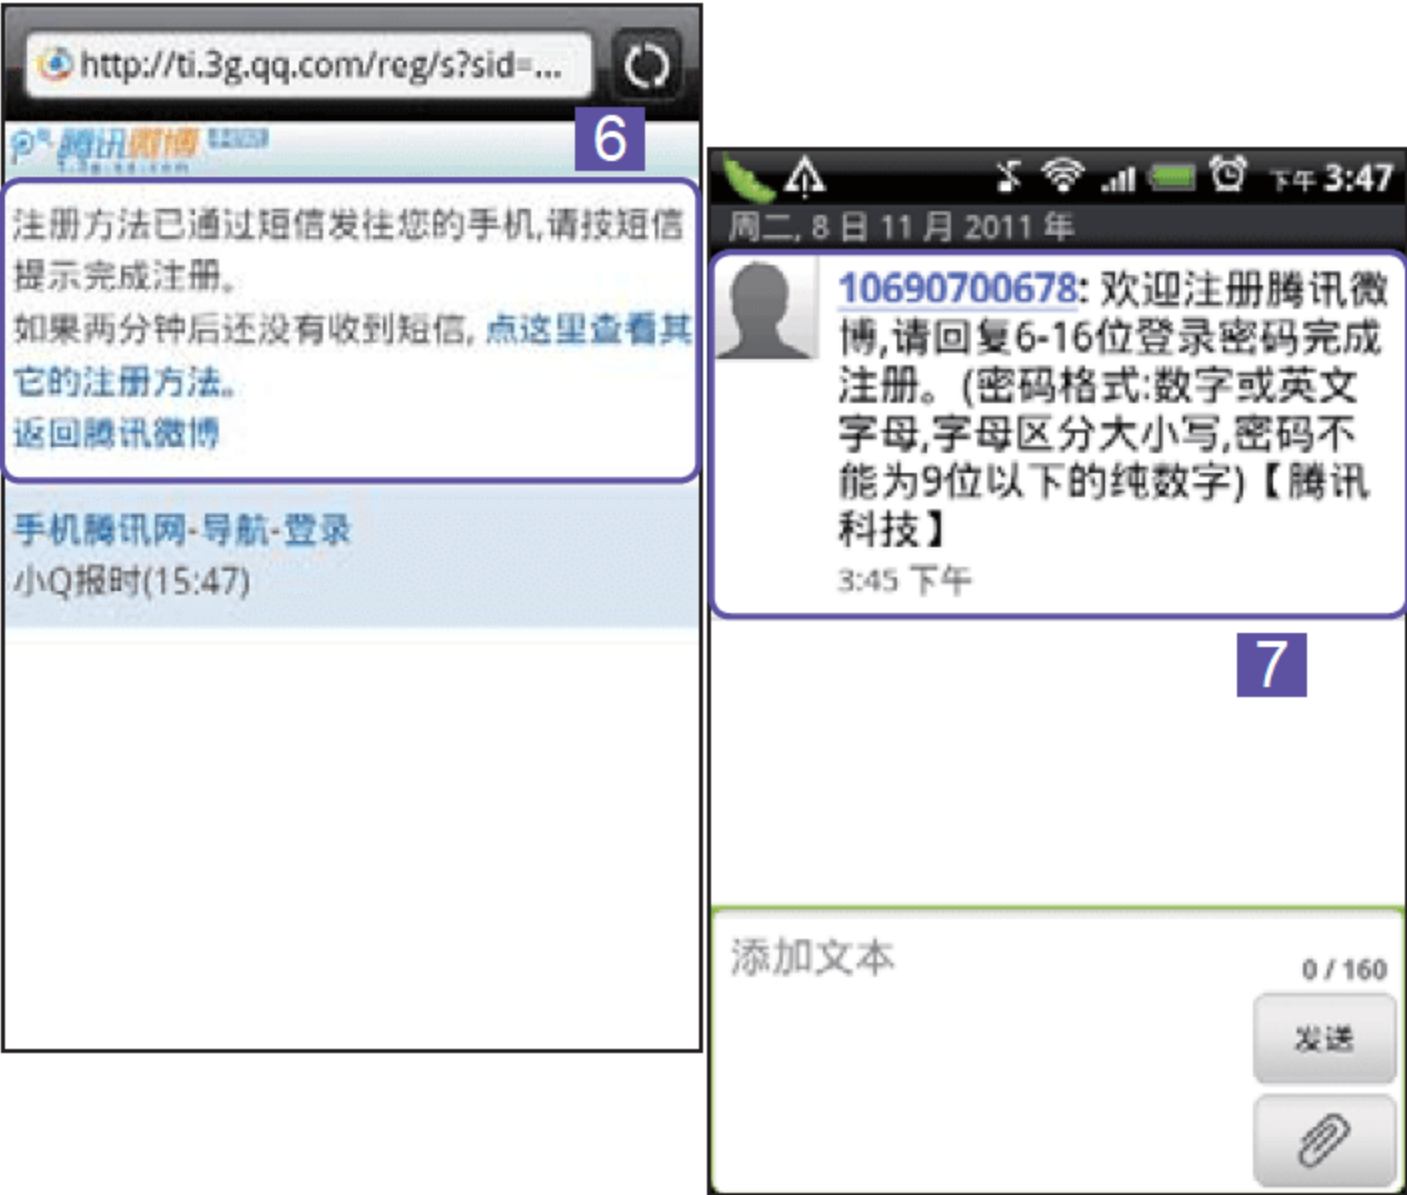 http://ti.3g.qq.com/reg/s?sid=...
6
腾讯微博
注册方法已通过短信发往您的手机,请按短信
提示完成注册。
如果两分钟后还没有收到短信, 点这里查看其
它的注册方法。
返回腾讯微博
手机腾讯网-导航-登录
小Q报时(15:47)
下午 3:47
周二, 8 日 11 月 2011 年
10690700678: 欢迎注册腾讯微
博,请回复6-16位登录密码完成
注册。(密码格式:数字或英文
字母,字母区分大小写,密码不
能为9位以下的纯数字)【腾讯
科技】
3:45 下午
7
添加文本
0 / 160
发送